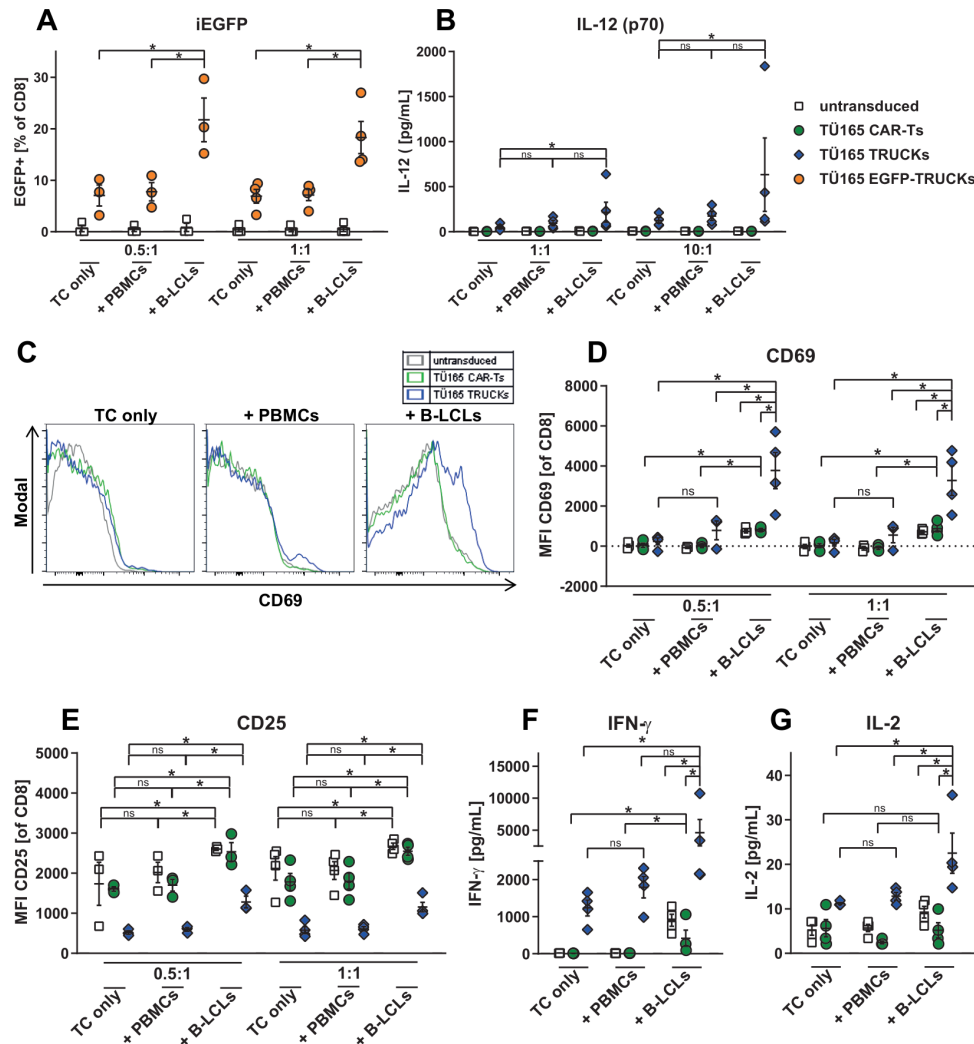 A
iEGFP
EGFP+ [% of CD8]
30
20
10
0
* * * *
0.5:1 1:1
TC only + PBMCs + B-LCLs TC only + PBMCs + B-LCLs
B
IL-12 (p70)
IL-12 ( [pg/mL]
2000
1500
1000
500
0
* ns ns * ns ns
1:1 10:1
TC only + PBMCs + B-LCLs TC only + PBMCs + B-LCLs
untransduced
TÜ165 CAR-Ts
TÜ165 TRUCKs
TÜ165 EGFP-TRUCKs
C
untransduced
TÜ165 CAR-Ts
TÜ165 TRUCKs
TC only + PBMCs + B-LCLs
Modal
CD69
D
CD69
MFI CD69 [of CD8]
8000
6000
4000
2000
0
-2000
* * * * * * ns * * * * * * ns
0.5:1 1:1
TC only + PBMCs + B-LCLs TC only + PBMCs + B-LCLs
E
CD25
MFI CD25 [of CD8]
5000
4000
3000
2000
1000
0
* *
ns * ns *
* *
ns * ns *
* *
ns * ns *
0.5:1 1:1
TC only + PBMCs + B-LCLs TC only + PBMCs + B-LCLs
F
IFN-γ
IFN-γ [pg/mL]
15000
10000
5000
2000
1000
0
* ns * * * * ns
TC only + PBMCs + B-LCLs
G
IL-2
IL-2 [pg/mL]
40
20
0
* * * * ns ns ns
TC only + PBMCs + B-LCLs